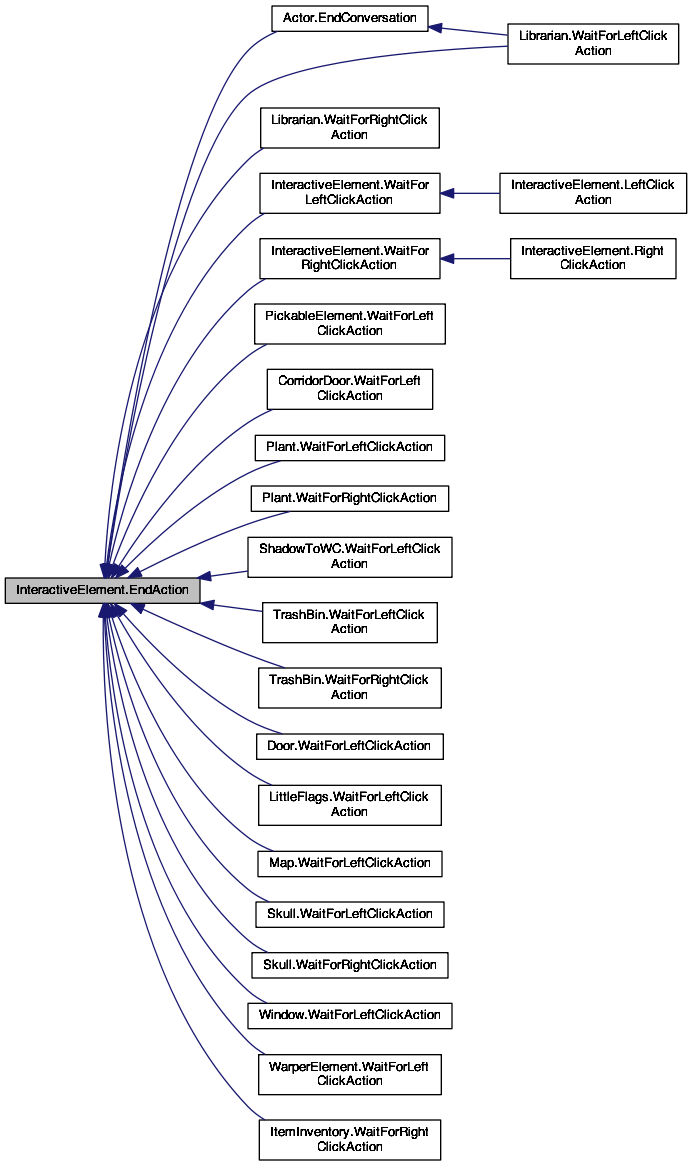 Actor.EndConversation
Librarian.WaitForLeftClick
Action
Librarian.WaitForRightClick
Action
InteractiveElement.WaitFor
LeftClickAction
InteractiveElement.LeftClick
Action
InteractiveElement.WaitFor
RightClickAction
InteractiveElement.Right
ClickAction
PickableElement.WaitForLeft
ClickAction
CorridorDoor.WaitForLeft
ClickAction
Plant.WaitForLeftClickAction
Plant.WaitForRightClickAction
ShadowToWC.WaitForLeftClick
Action
InteractiveElement.EndAction
TrashBin.WaitForLeftClick
Action
TrashBin.WaitForRightClick
Action
Door.WaitForLeftClickAction
LittleFlags.WaitForLeftClick
Action
Map.WaitForLeftClickAction
Skull.WaitForLeftClickAction
Skull.WaitForRightClickAction
Window.WaitForLeftClickAction
WarperElement.WaitForLeft
ClickAction
ItemInventory.WaitForRight
ClickAction